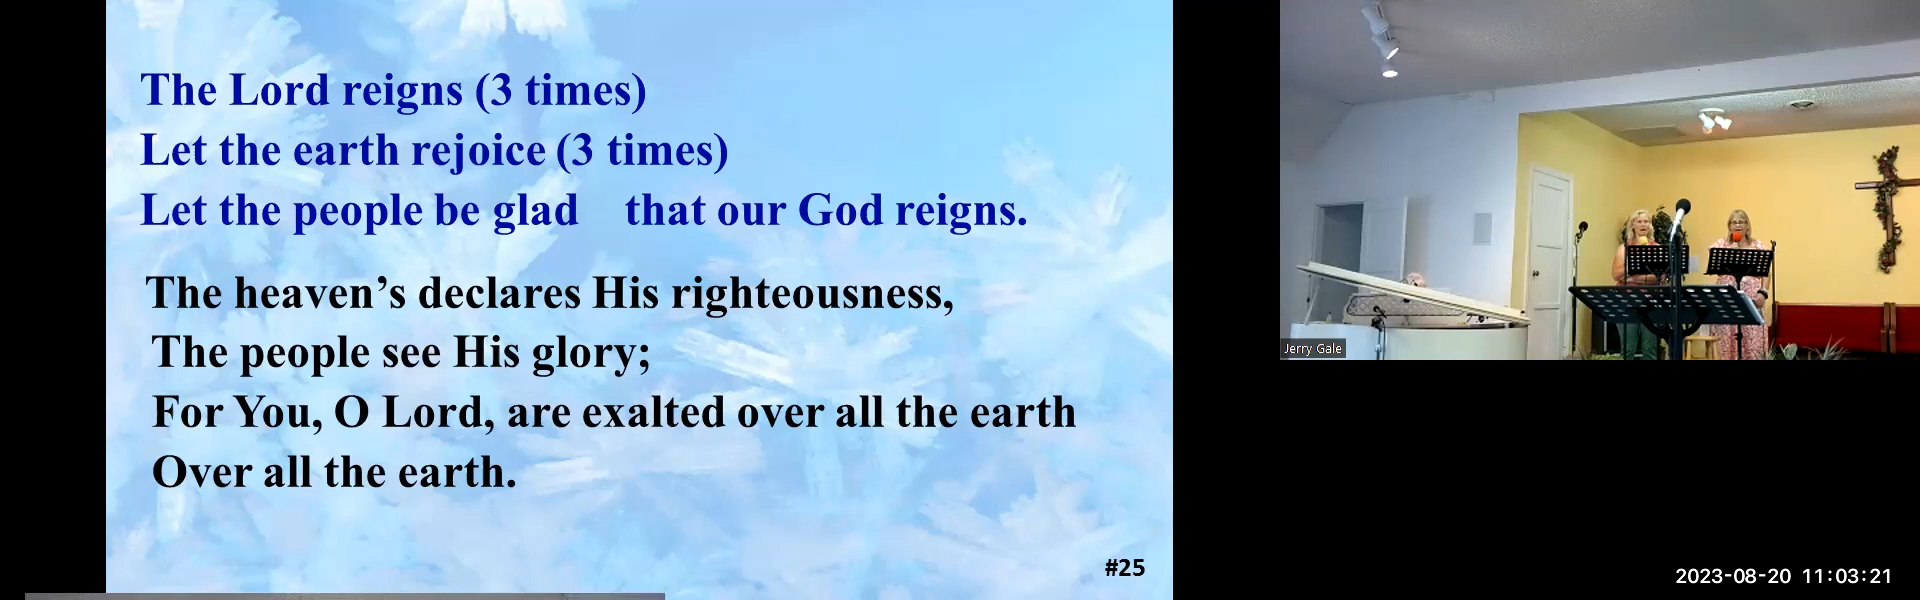 The Lord reigns (3 times)
Let the earth rejoice (3 times)
Let the people be glad that our God reigns.
The heaven’s declares His righteousness,
The people see His glory;
For You, O Lord, are exalted over all the earth
Over all the earth.
#25
Jerry Gale
2023-08-20 11:03:21